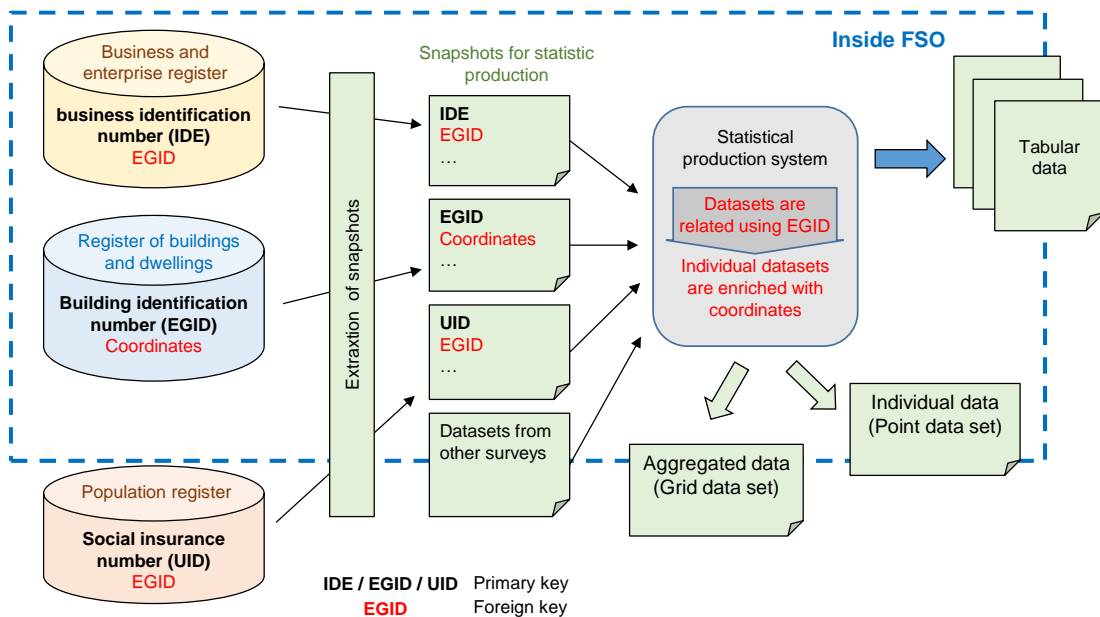 Inside FSO
Business and
enterprise register
business identification
number (IDE)
EGID
Register of buildings
and dwellings
Building identification
number (EGID)
Coordinates
Population register
Social insurance
number (UID)
EGID
Extraxtion of snapshots
Snapshots for statistic
production
IDE
EGID
…
EGID
Coordinates
…
UID
EGID
…
Datasets from
other surveys
Statistical
production system
Datasets are
related using EGID
Individual datasets
are enriched with
coordinates
Tabular
data
Individual data
(Point data set)
Aggregated data
(Grid data set)
IDE / EGID / UID Primary key
EGID Foreign key